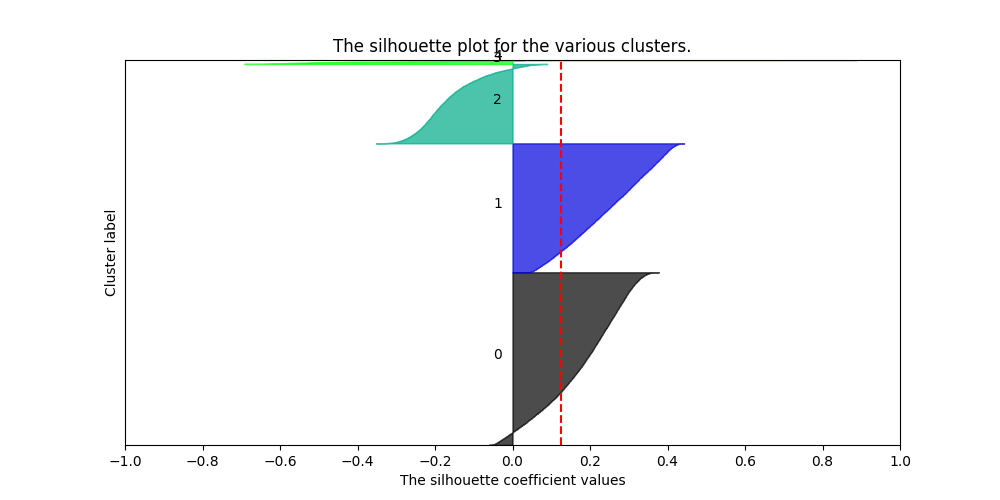 The silhouette plot for the various clusters.
4
3
2
1
0
Cluster label
−1.0 −0.8 −0.6 −0.4 −0.2 0.0 0.2 0.4 0.6 0.8 1.0
The silhouette coefficient values